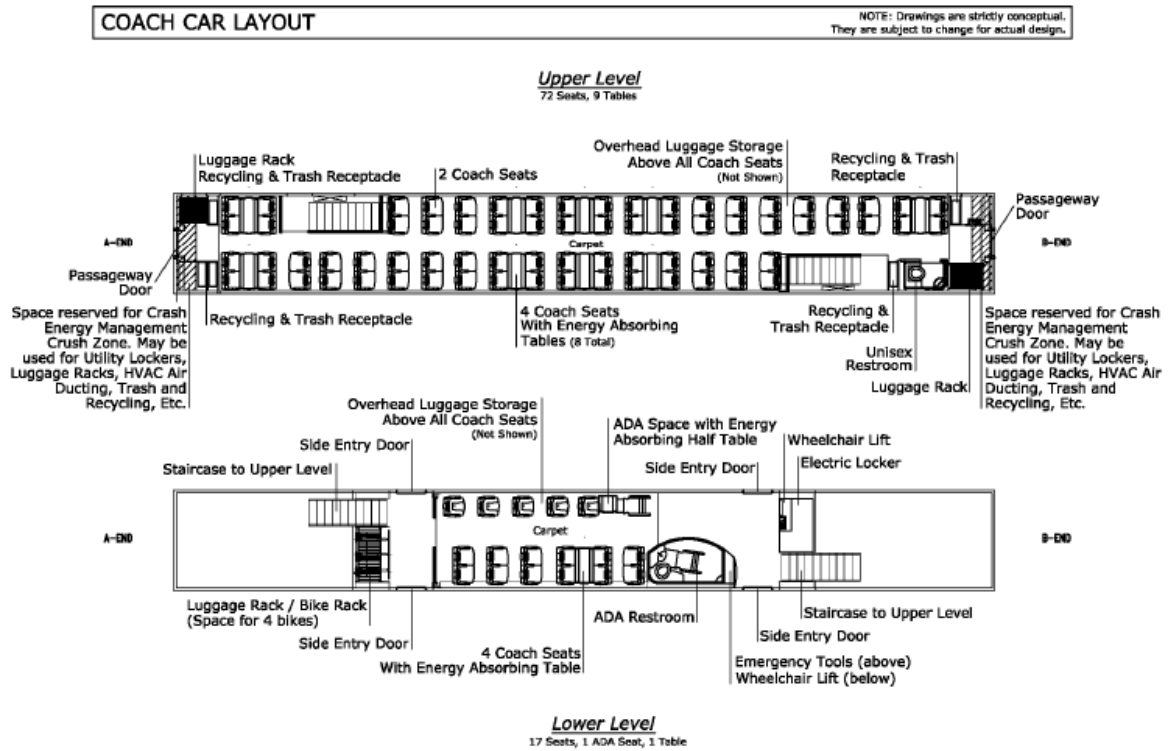 COACH CAR LAYOUT
NOTE: Drawings are strictly conceptual.
They are subject to change for actual design.
Upper Level
72 Seats, 9 Tables
Luggage Rack
Recycling & Trash Receptacle
2 Coach Seats
Overhead Luggage Storage
Above All Coach Seats
(Not Shown)
Recycling & Trash
Receptacle
Passageway
Door
A-END
Carpet
B-END
Passageway
Door
Space reserved for Crash
Energy Management
Crush Zone. May be
used for Utility Lockers,
Luggage Racks, HVAC Air
Ducting, Trash and
Recycling, Etc.
Recycling & Trash Receptacle
4 Coach Seats
With Energy Absorbing
Tables (8 Total)
Recycling &
Trash Receptacle
Unisex
Restroom
Luggage Rack
Space reserved for Crash
Energy Management
Crush Zone. May be
used for Utility Lockers,
Luggage Racks, HVAC Air
Ducting, Trash and
Recycling, Etc.
Overhead Luggage Storage
Above All Coach Seats
(Not Shown)
Side Entry Door
Staircase to Upper Level
ADA Space with Energy
Absorbing Half Table
Side Entry Door
Wheelchair Lift
Electric Locker
A-END
Carpet
B-END
Luggage Rack / Bike Rack
(Space for 4 bikes)
Side Entry Door
4 Coach Seats
With Energy Absorbing Table
ADA Restroom
Staircase to Upper Level
Side Entry Door
Emergency Tools (above)
Wheelchair Lift (below)
Lower Level
17 Seats, 1 ADA Seat, 1 Table